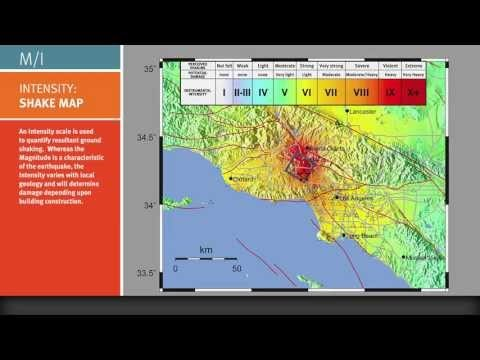 M/I
INTENSITY:
SHAKE MAP
An Intensity scale is used
to quantify resultant ground
shaking. Whereas the
Magnitude is a characteristic
of the earthquake, the
Intensity varies with local
geology and will determine
damage depending upon
building construction.
PERCEIVED SHAKING Not felt Weak Light Moderate Strong Very strong Severe Violent Extreme
POTENTIAL DAMAGE none none none Very light Light Moderate Moderate/Heavy Heavy Very Heavy
INSTRUMENTAL INTENSITY I II-III IV V VI VII VIII IX X+
35°
34.5°
34°
33.5°
Lancaster
Oxnard
Los Angeles
Long Beach
km
0 50